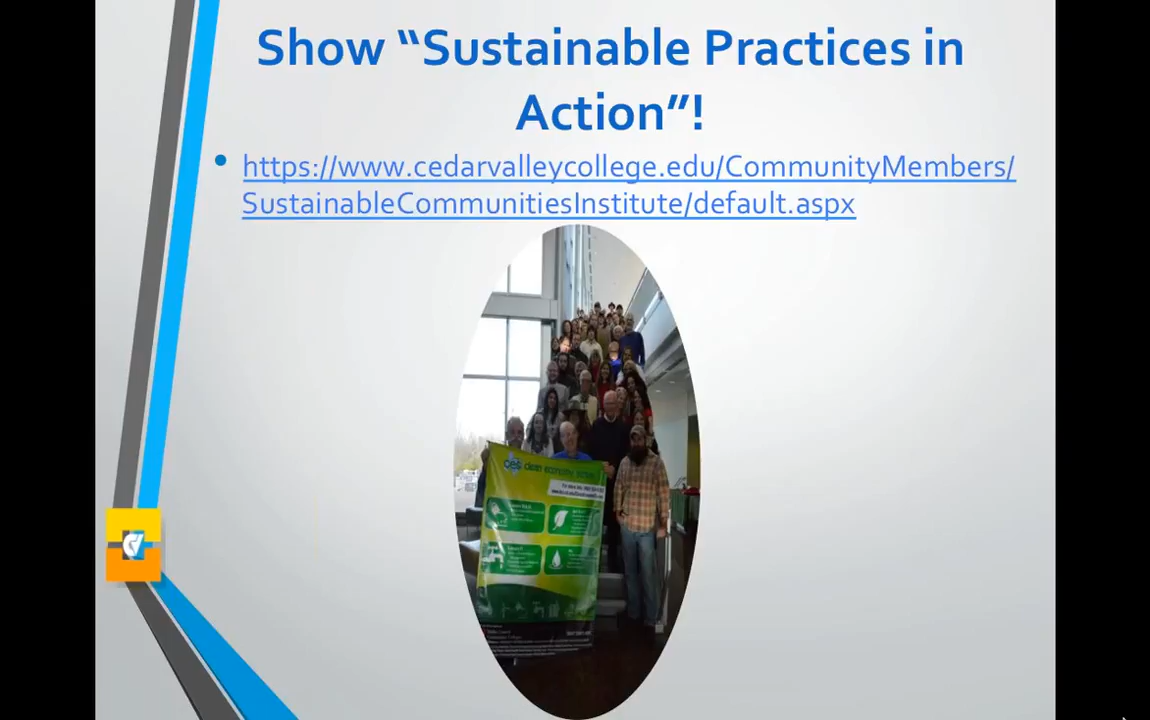 Show “Sustainable Practices in
Action”!
• https://www.cedarvalleycollege.edu/CommunityMembers/
SustainableCommunitiesInstitute/default.aspx
clean economy